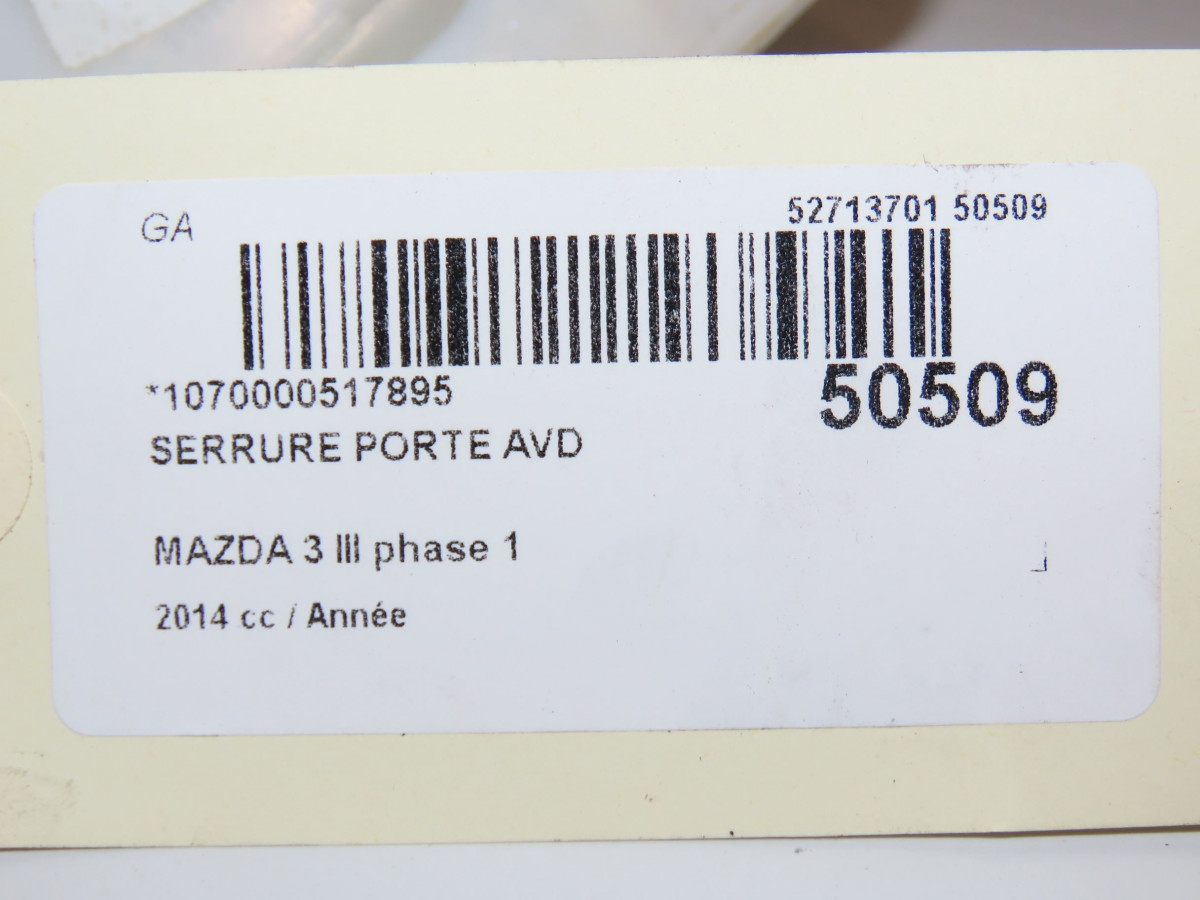 GA
52713701 50509
*1070000517895
50509
SERRURE PORTE AVD
MAZDA 3 III phase 1
2014 cc / Année